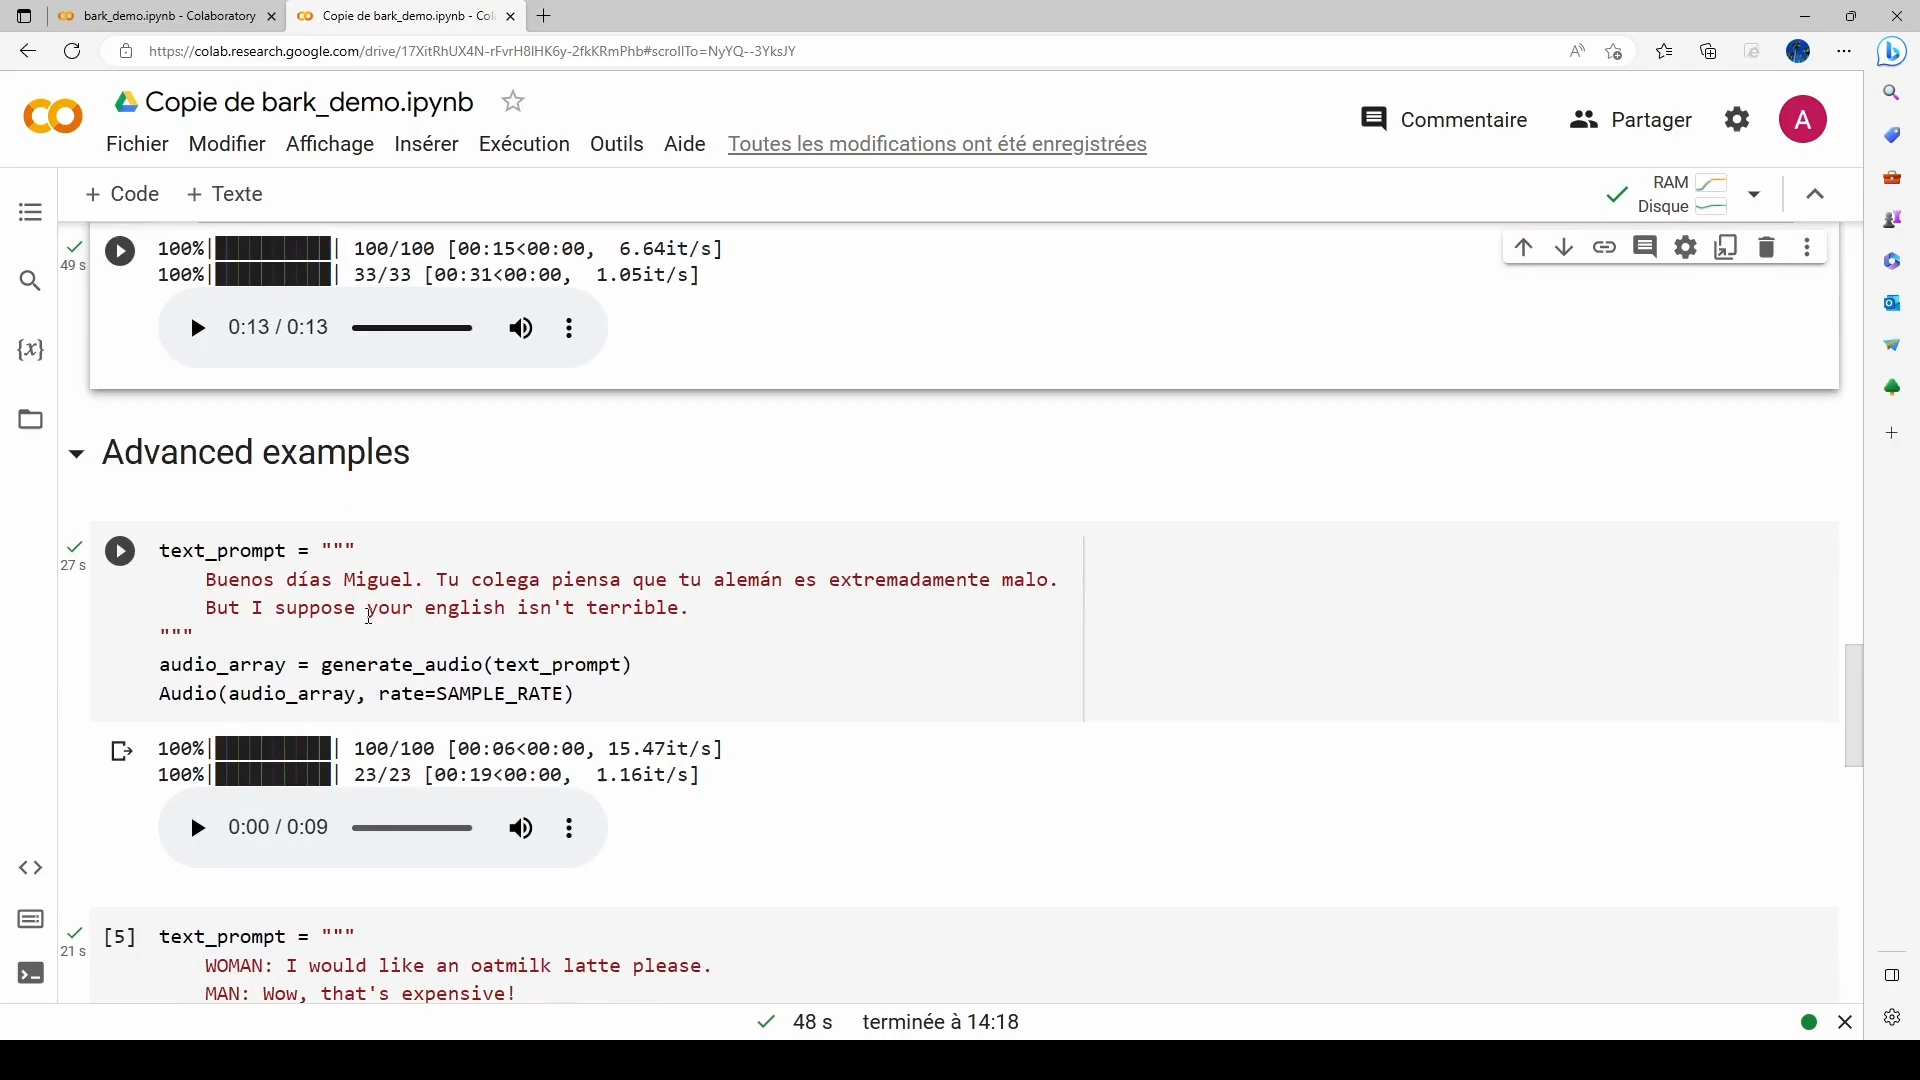 bark_demo.ipynb - Colaboratory
Copie de bark_demo.ipynb - Col
https://colab.research.google.com/drive/17XitRhUX4N-rFvrH8IHK6y-2fkKRmPhb#scrollTo=NyYQ--3YksJY
Copie de bark_demo.ipynb
Commentaire
Partager
A
Fichier Modifier Affichage Insérer Exécution Outils Aide Toutes les modifications ont été enregistrées
+ Code + Texte
RAM
Disque
49 s
100%|██████████| 100/100 [00:15<00:00, 6.64it/s]
100%|██████████| 33/33 [00:31<00:00, 1.05it/s]
0:13 / 0:13
{x}
Advanced examples
27 s
text_prompt = """
Buenos días Miguel. Tu colega piensa que tu alemán es extremadamente malo.
But I suppose your english isn't terrible.
"""
audio_array = generate_audio(text_prompt)
Audio(audio_array, rate=SAMPLE_RATE)
100%|██████████| 100/100 [00:06<00:00, 15.47it/s]
100%|██████████| 23/23 [00:19<00:00, 1.16it/s]
0:00 / 0:09
21 s
[5] text_prompt = """
WOMAN: I would like an oatmilk latte please.
MAN: Wow, that's expensive!
48 s terminée à 14:18